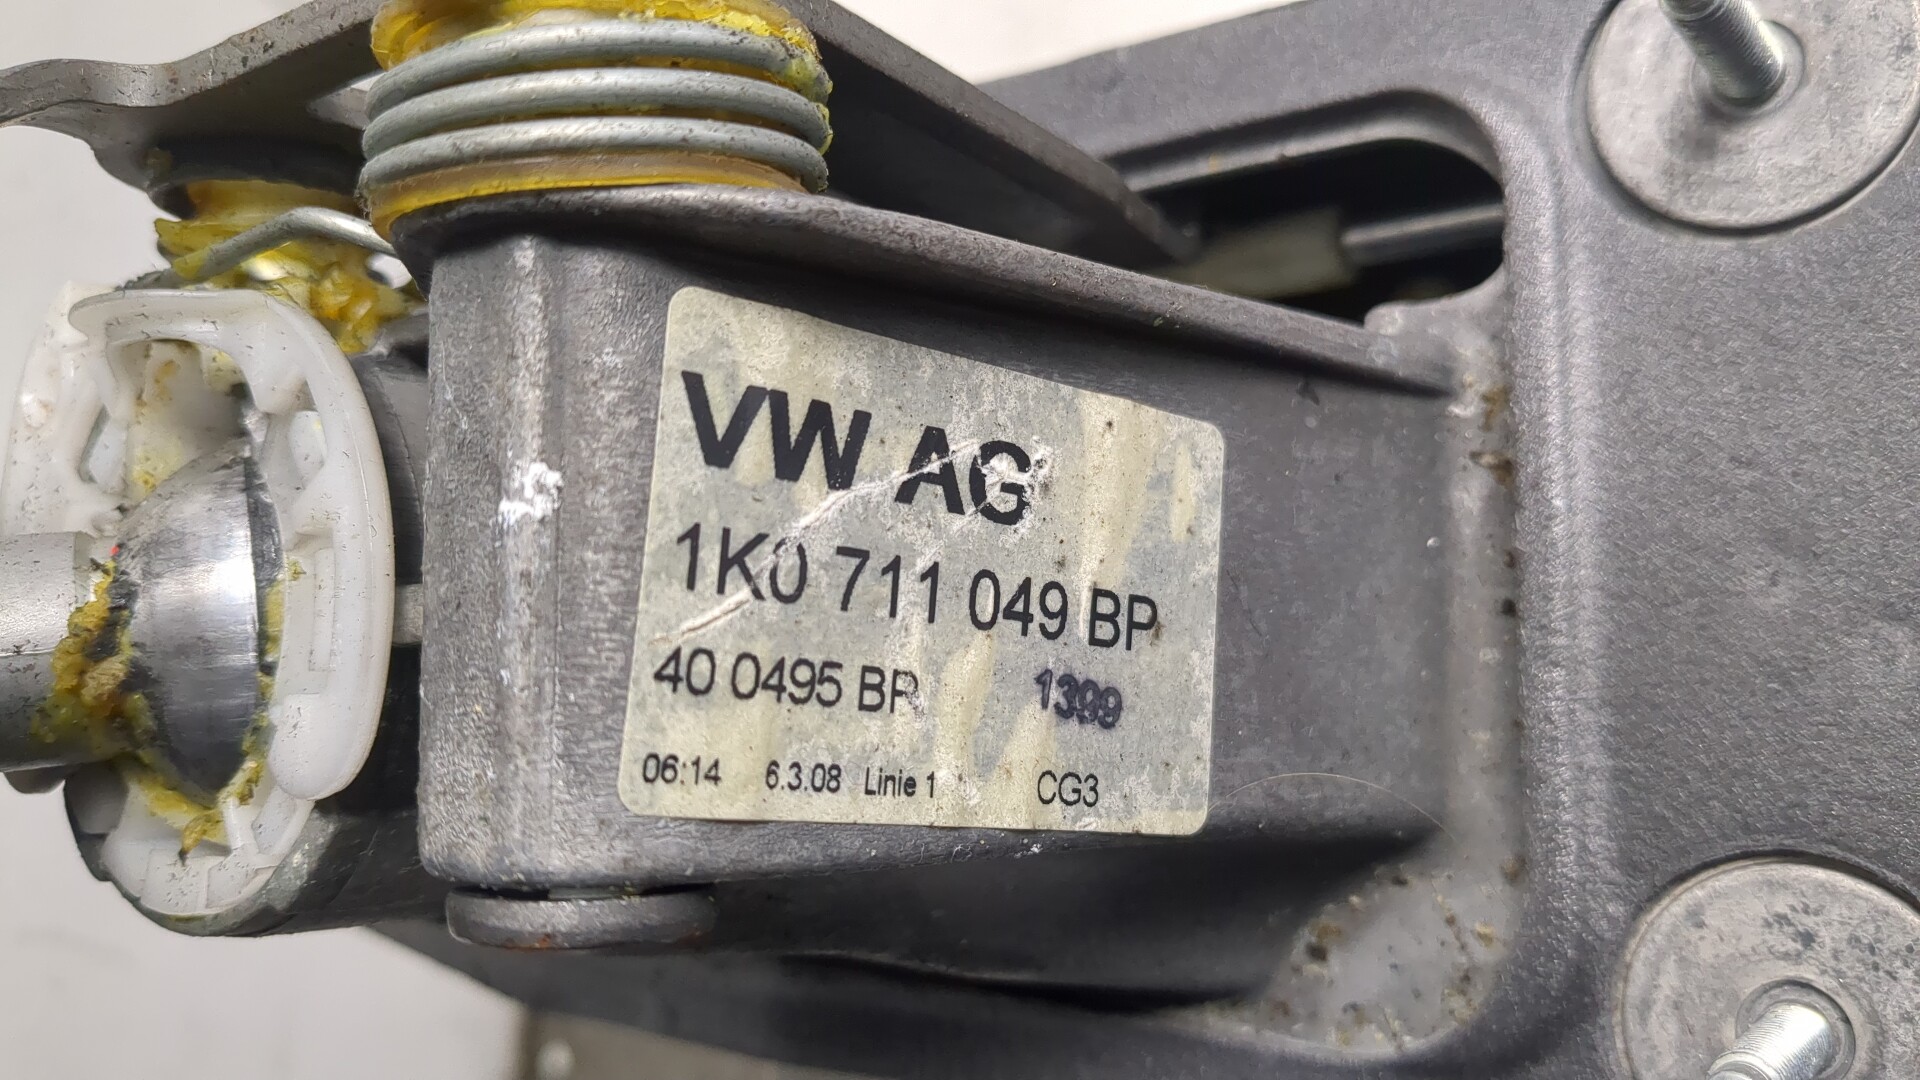 VW AG
1K0 711 049 BP
40 0495 BP 1399
06:14 6.3.08 Linie 1 CG3